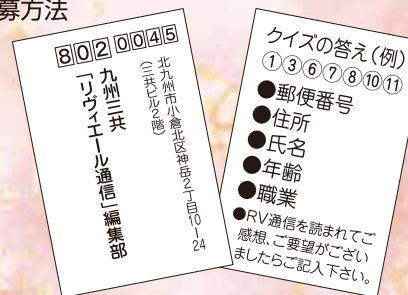 募方法
8020045
北九州市小倉北区神岳2丁目10−24
(三共ビル2階)
九州三共
「リヴィエール通信」編集部
クイズの答え(例)
①③⑥⑦⑧⑩⑪
●郵便番号
●住所
●氏名
●年齢
●職業
●RV通信を読まれてご
感想、ご要望がござい
ましたらご記入下さい。